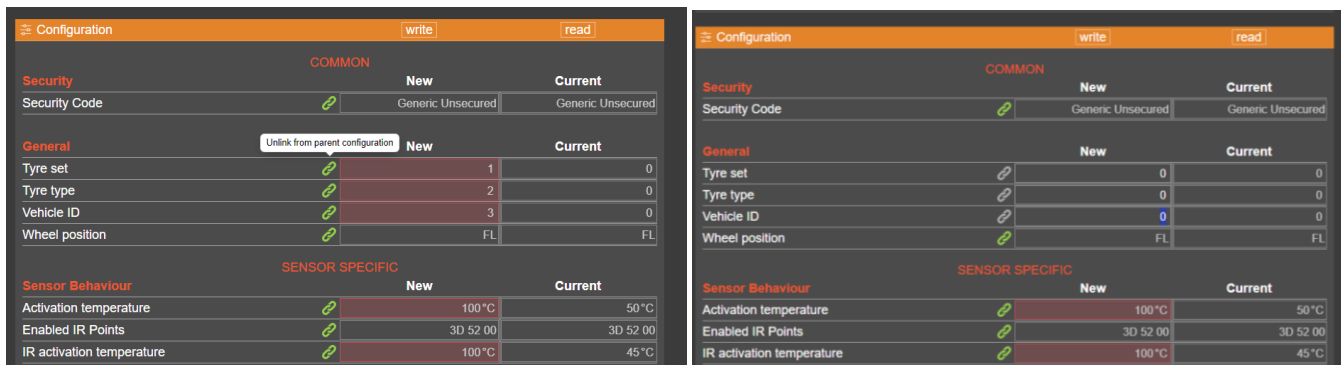 Configuration write read
COMMON
Security New Current
Security Code Generic Unsecured Generic Unsecured
Unlink from parent configuration
General New Current
Tyre set 1 0
Tyre type 2 0
Vehicle ID 3 0
Wheel position FL FL
SENSOR SPECIFIC
Sensor Behaviour New Current
Activation temperature 100°C 50°C
Enabled IR Points 3D 52 00 3D 52 00
IR activation temperature 100°C 45°C
Configuration write read
COMMON
Security New Current
Security Code Generic Unsecured Generic Unsecured
General New Current
Tyre set 0 0
Tyre type 0 0
Vehicle ID 0 0
Wheel position FL FL
SENSOR SPECIFIC
Sensor Behaviour New Current
Activation temperature 100°C 50°C
Enabled IR Points 3D 52 00 3D 52 00
IR activation temperature 100°C 45°C